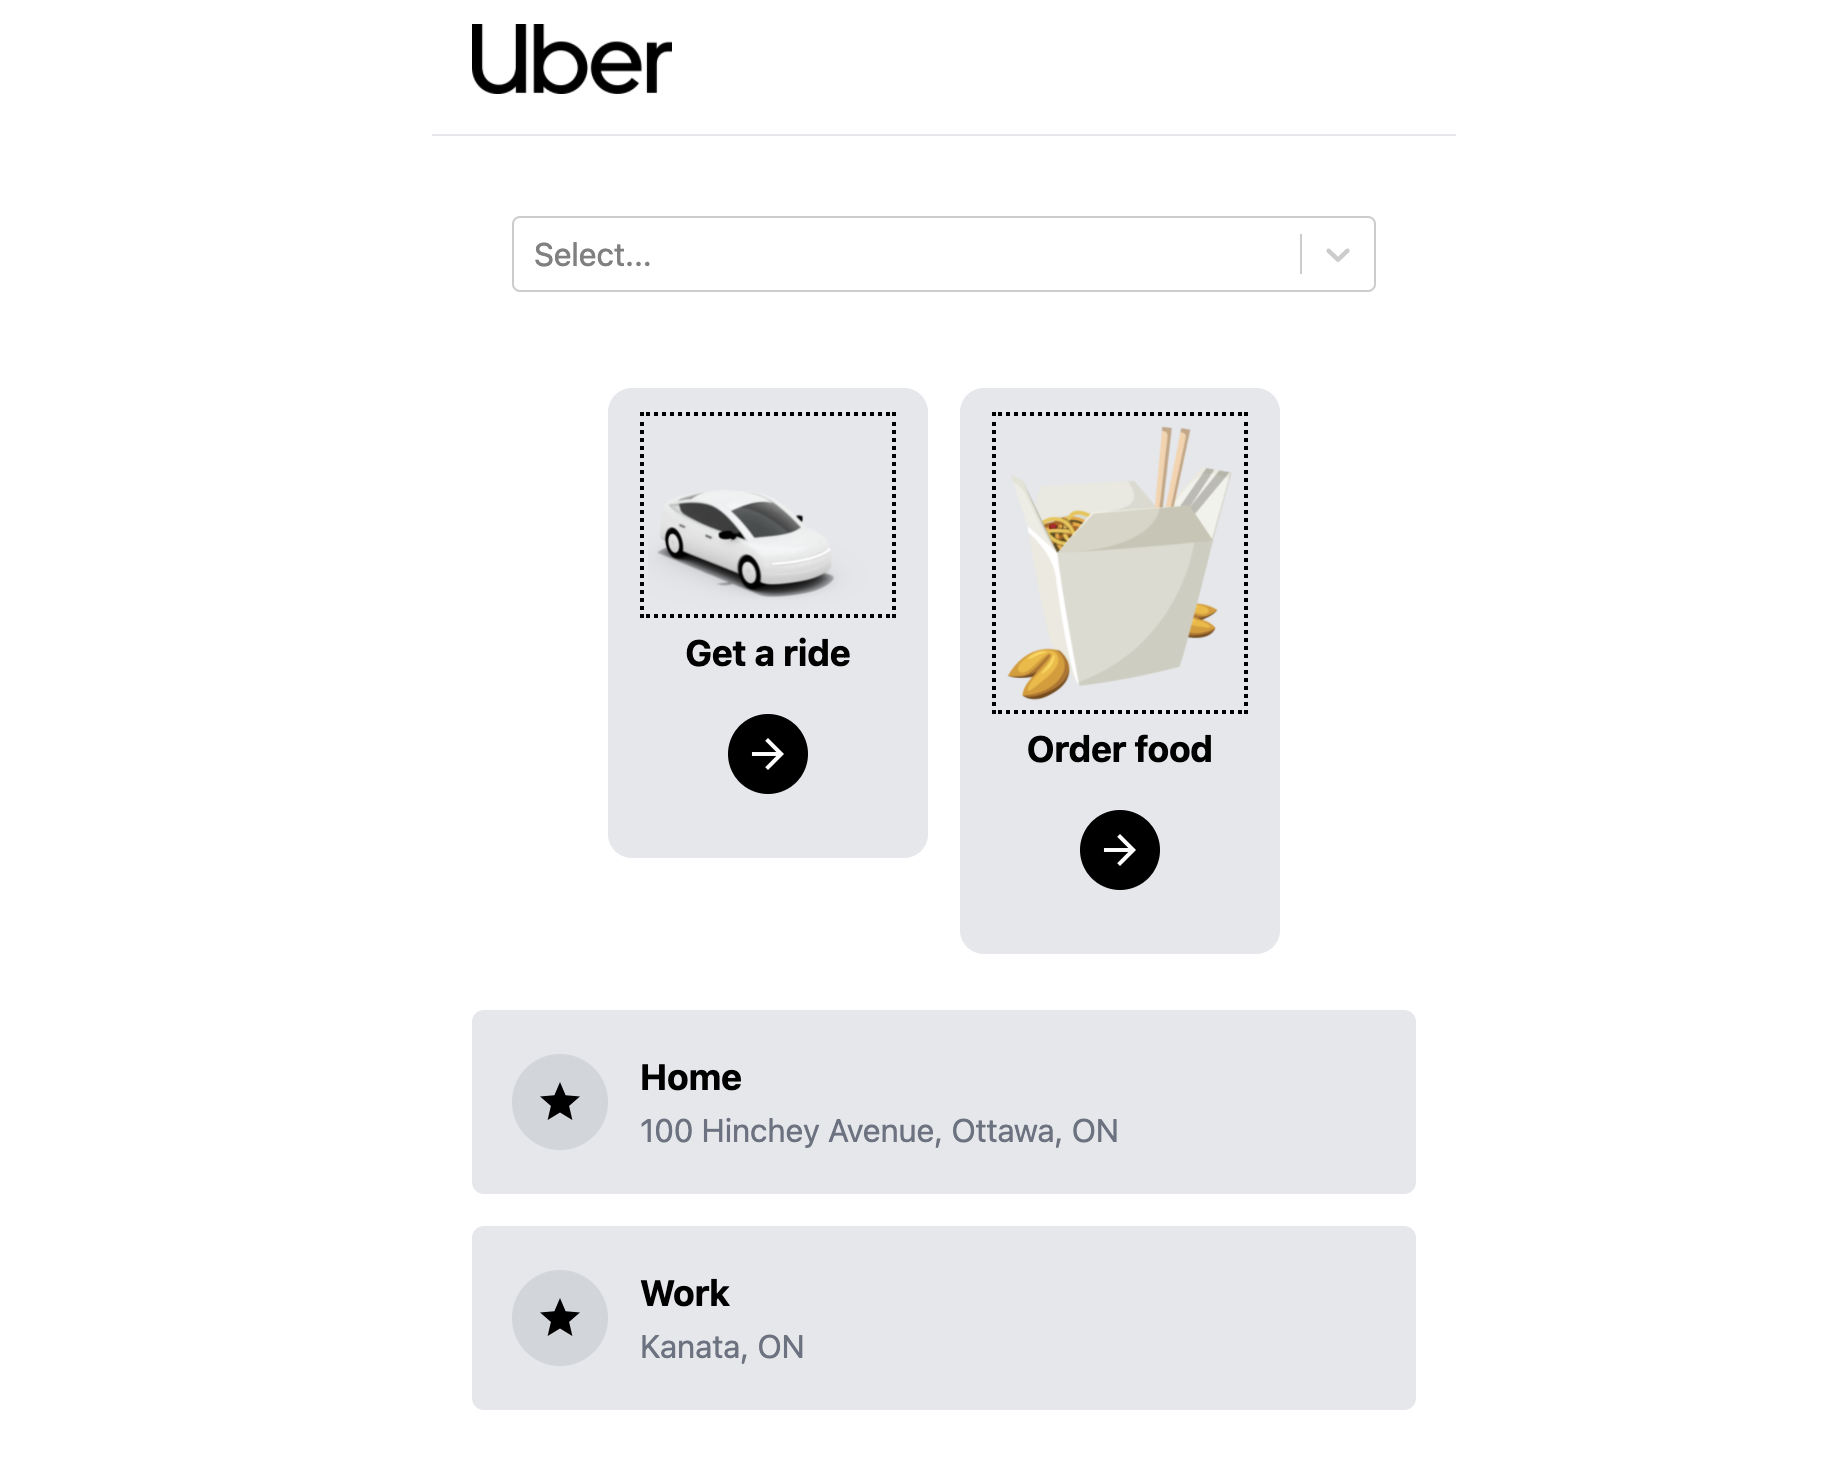 Uber
Select...
Get a ride
Order food
Home
100 Hinchey Avenue, Ottawa, ON
Work
Kanata, ON